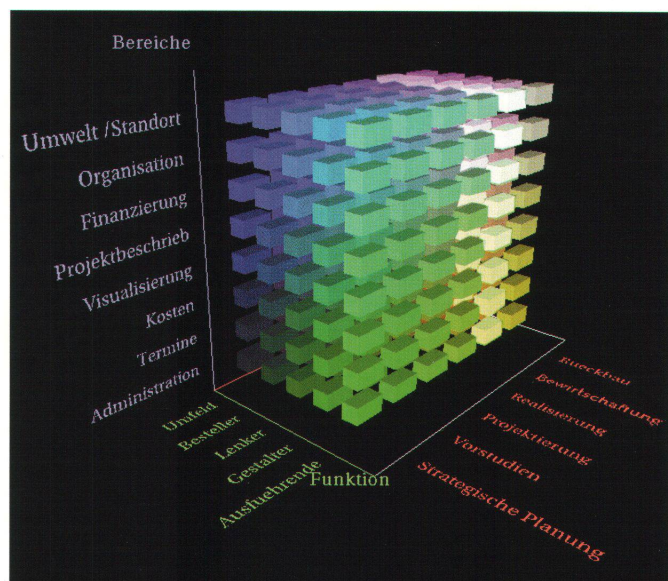 Bereiche
Umwelt /Standort
Organisation
Finanzierung
Projektbeschrieb
Visualisierung
Kosten
Termine
Administration
Umfeld
Besteller
Lenker
Gestalter
Ausfuehrende
Funktion
Rueckbau
Bewirtschaftung
Realisierung
Projektierung
Vorstudien
Strategische Planung